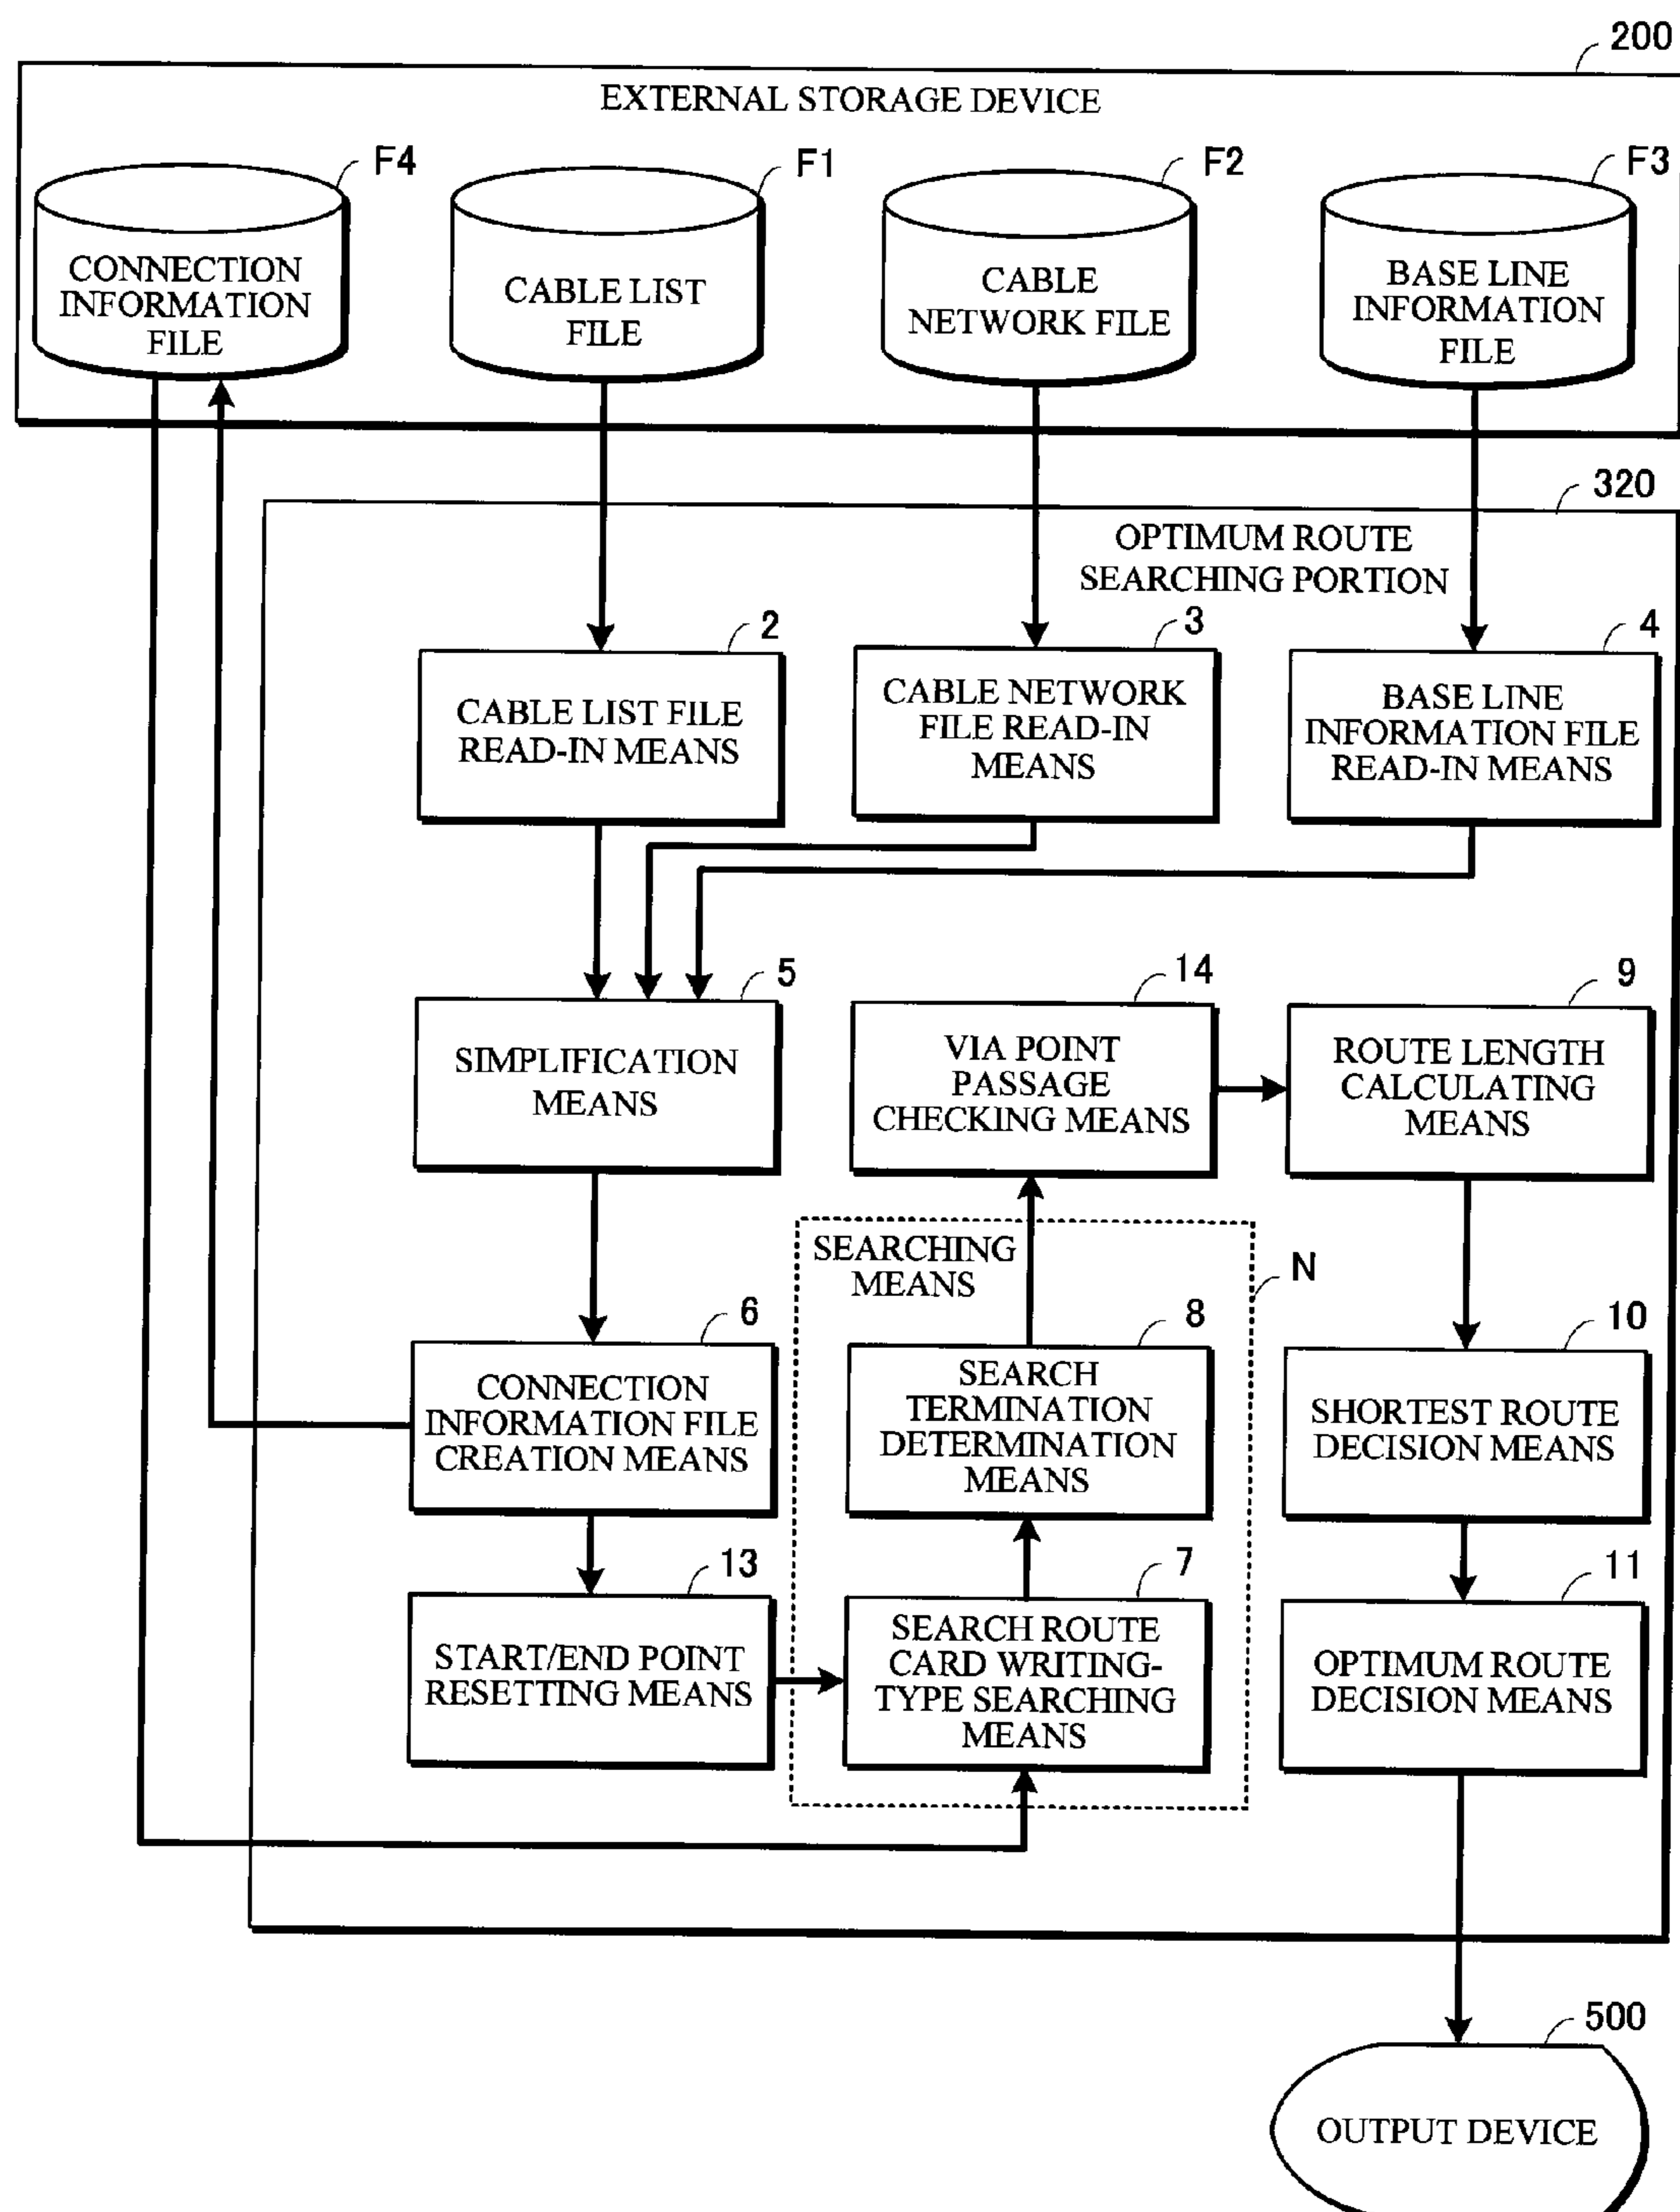 200
EXTERNAL STORAGE DEVICE
F4
F1
F2
F3
CONNECTION
INFORMATION
FILE
CABLE LIST
FILE
CABLE
NETWORK FILE
BASE LINE
INFORMATION
FILE
320
OPTIMUM ROUTE
SEARCHING PORTION
2
3
4
CABLE LIST FILE
READ-IN MEANS
CABLE NETWORK
FILE READ-IN
MEANS
BASE LINE
INFORMATION FILE
READ-IN MEANS
5
14
9
SIMPLIFICATION
MEANS
VIA POINT
PASSAGE
CHECKING MEANS
ROUTE LENGTH
CALCULATING
MEANS
SEARCHING
MEANS
N
6
8
10
CONNECTION
INFORMATION FILE
CREATION MEANS
SEARCH
TERMINATION
DETERMINATION
MEANS
SHORTEST ROUTE
DECISION MEANS
13
7
11
START/END POINT
RESETTING MEANS
SEARCH ROUTE
CARD WRITING-
TYPE SEARCHING
MEANS
OPTIMUM ROUTE
DECISION MEANS
500
OUTPUT DEVICE